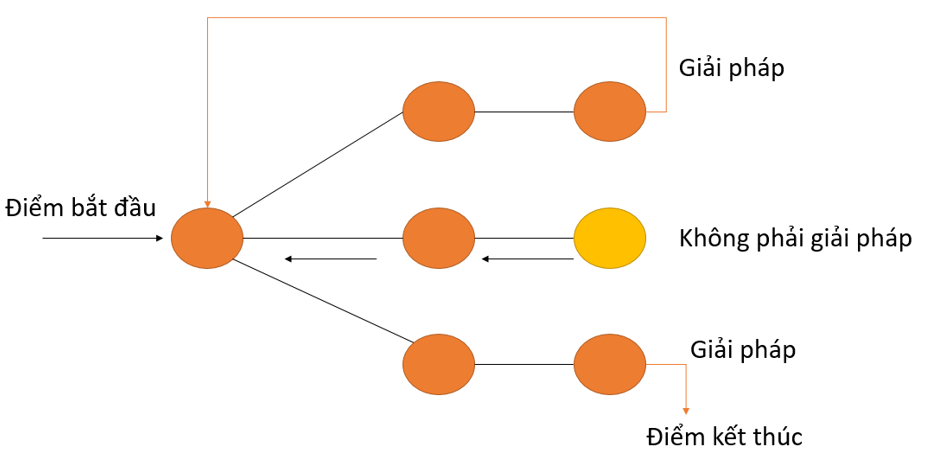 Giải pháp
Điểm bắt đầu
Không phải giải pháp
Giải pháp
Điểm kết thúc